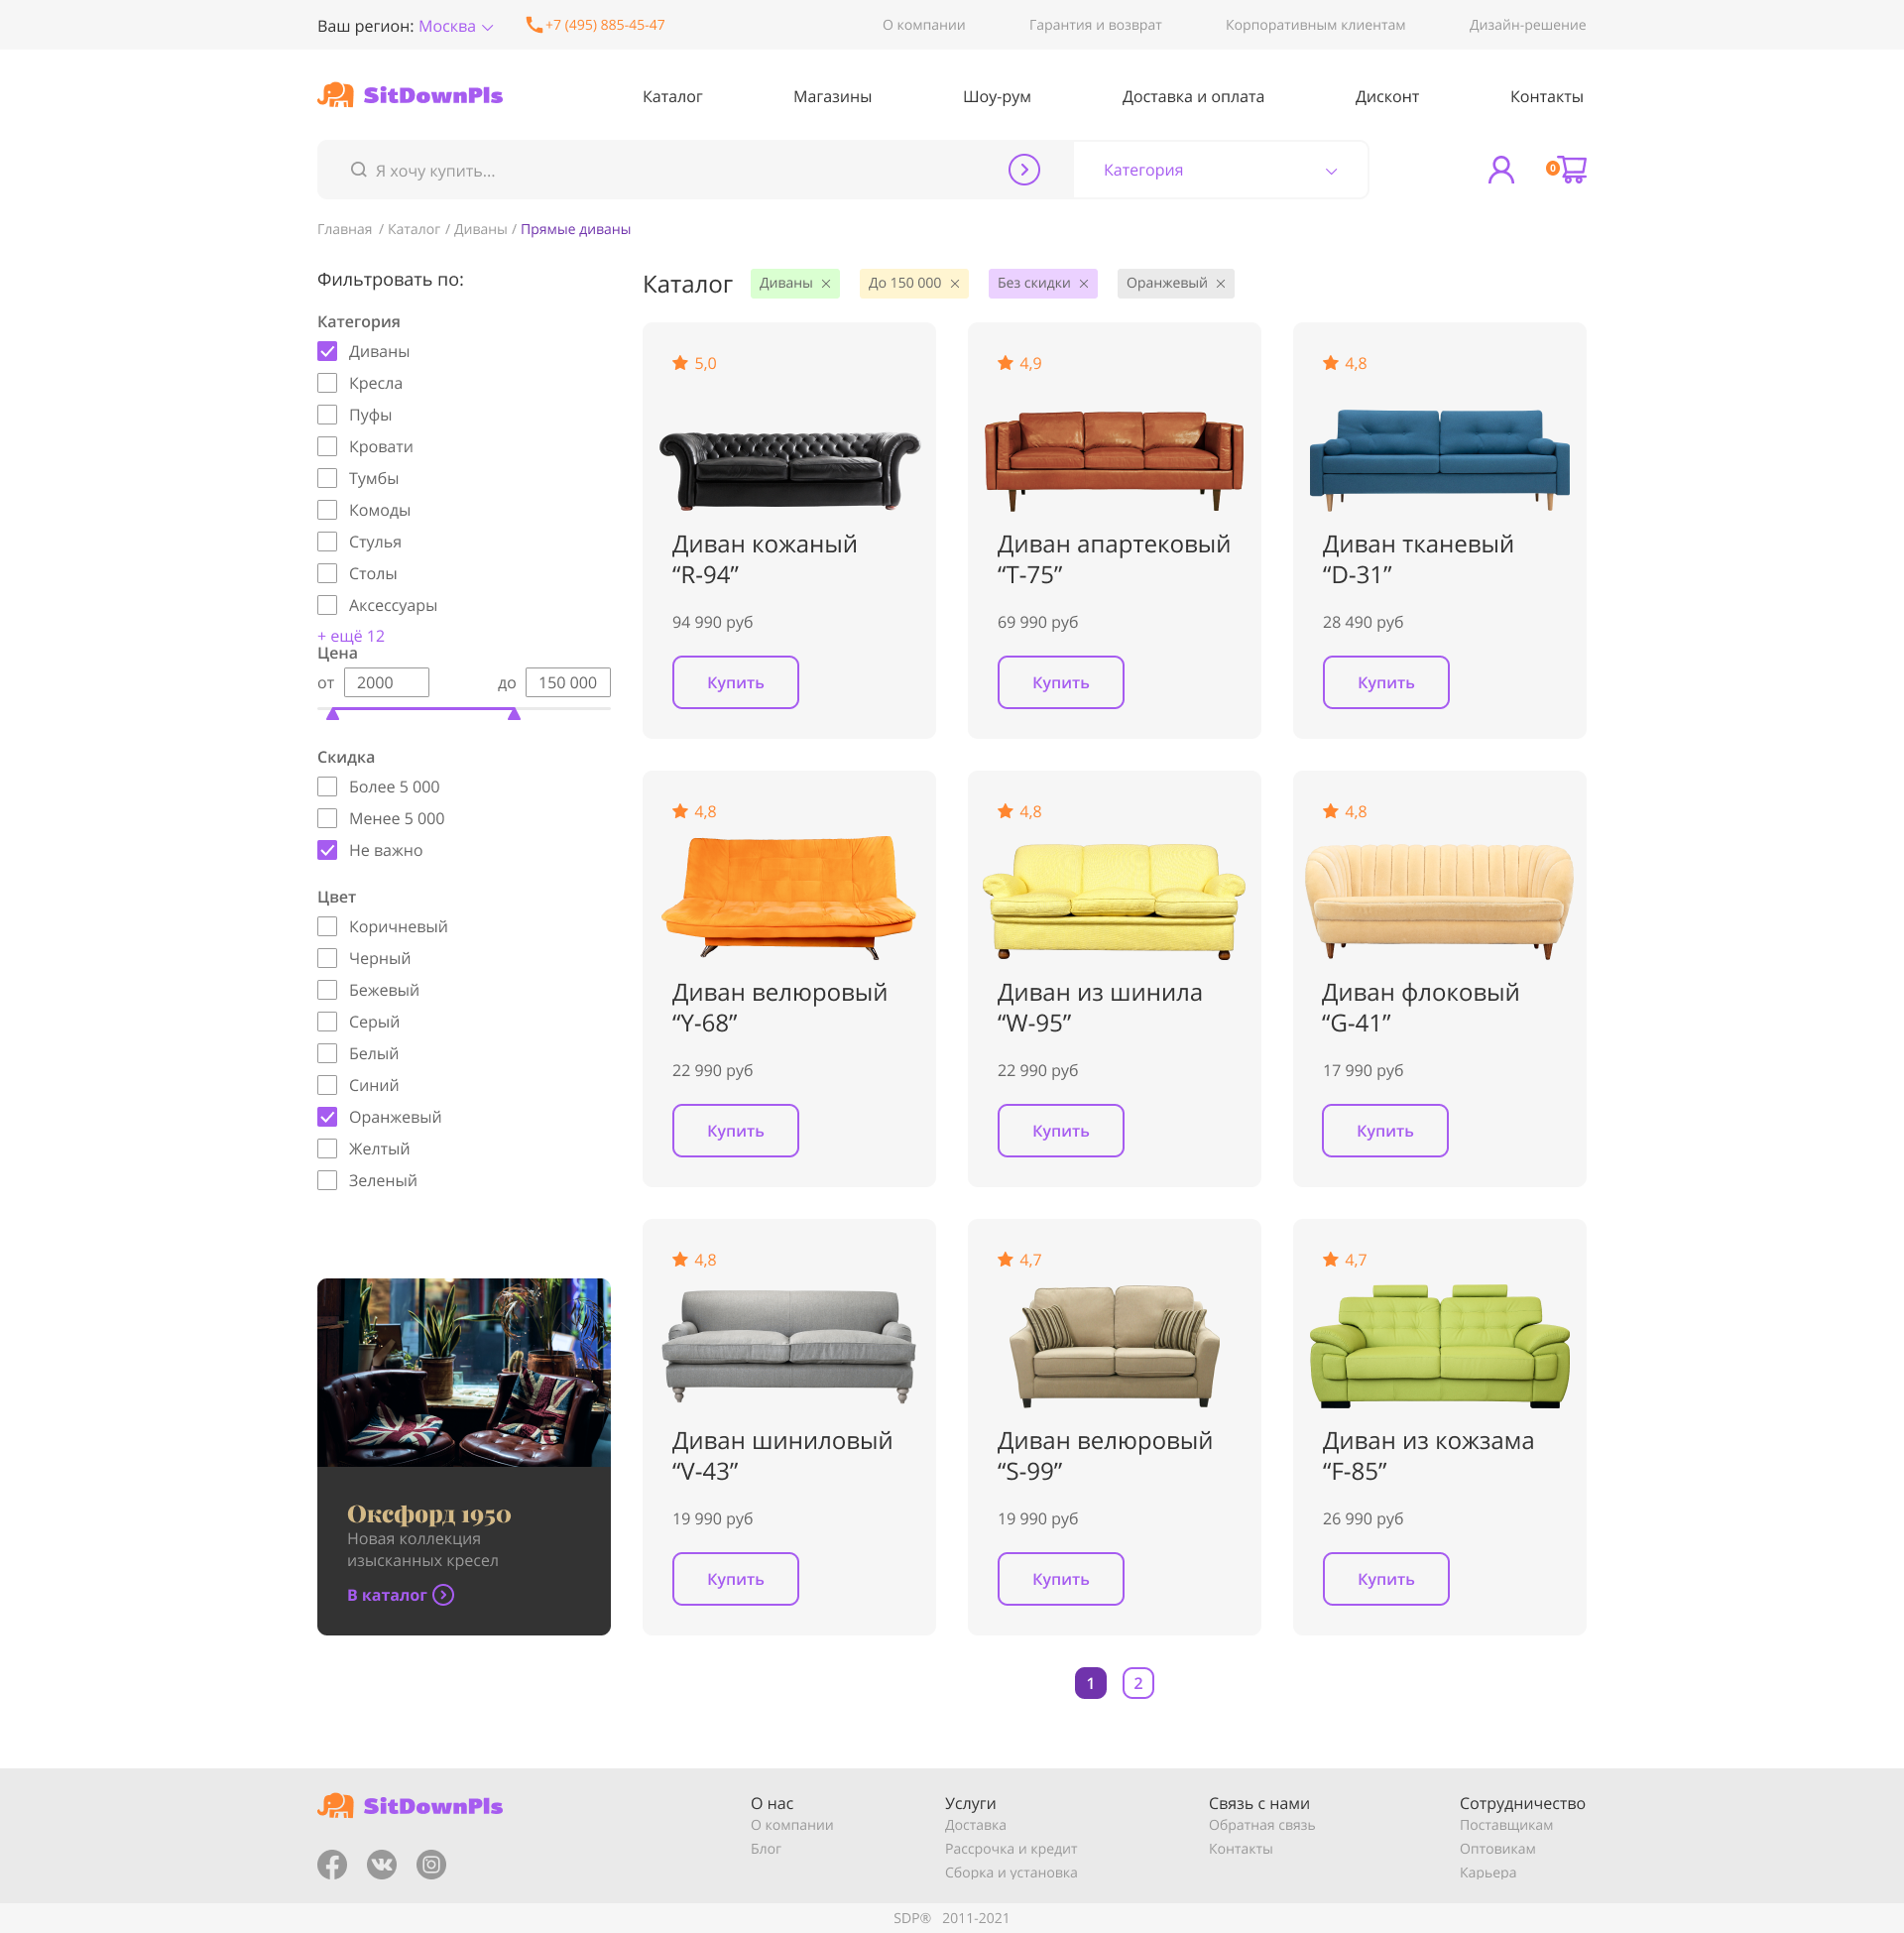 Ваш регион: Москва
+7 (495) 885-45-47
О компании
Гарантия и возврат
Корпоративным клиентам
Дизайн-решение
SitDownPls
Каталог
Магазины
Шоу-рум
Доставка и оплата
Дисконт
Контакты
Я хочу купить...
Категория
0
Главная / Каталог / Диваны / Прямые диваны
Фильтровать по:
Категория
Диваны
Кресла
Пуфы
Кровати
Тумбы
Комоды
Стулья
Столы
Аксессуары
+ ещё 12
Цена
от 2000 до 150 000
Скидка
Более 5 000
Менее 5 000
Не важно
Цвет
Коричневый
Черный
Бежевый
Серый
Белый
Синий
Оранжевый
Желтый
Зеленый
Оксфорд 1950
Новая коллекция
изысканных кресел
В каталог
Каталог
Диваны
До 150 000
Без скидки
Оранжевый
5,0
Диван кожаный
“R-94”
94 990 руб
Купить
4,9
Диван апартековый
“T-75”
69 990 руб
Купить
4,8
Диван тканевый
“D-31”
28 490 руб
Купить
4,8
Диван велюровый
“Y-68”
22 990 руб
Купить
4,8
Диван из шинила
“W-95”
22 990 руб
Купить
4,8
Диван флоковый
“G-41”
17 990 руб
Купить
4,8
Диван шиниловый
“V-43”
19 990 руб
Купить
4,7
Диван велюровый
“S-99”
19 990 руб
Купить
4,7
Диван из кожзама
“F-85”
26 990 руб
Купить
1
2
SitDownPls
О нас
О компании
Блог
Услуги
Доставка
Рассрочка и кредит
Сборка и установка
Связь с нами
Обратная связь
Контакты
Сотрудничество
Поставщикам
Оптовикам
Карьера
SDP® 2011-2021